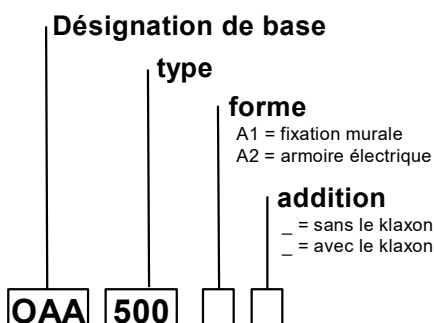 Désignation de base
type
forme
A1 = fixation murale
A2 = armoire électrique
addition
_ = sans le klaxon
_ = avec le klaxon
OAA 500